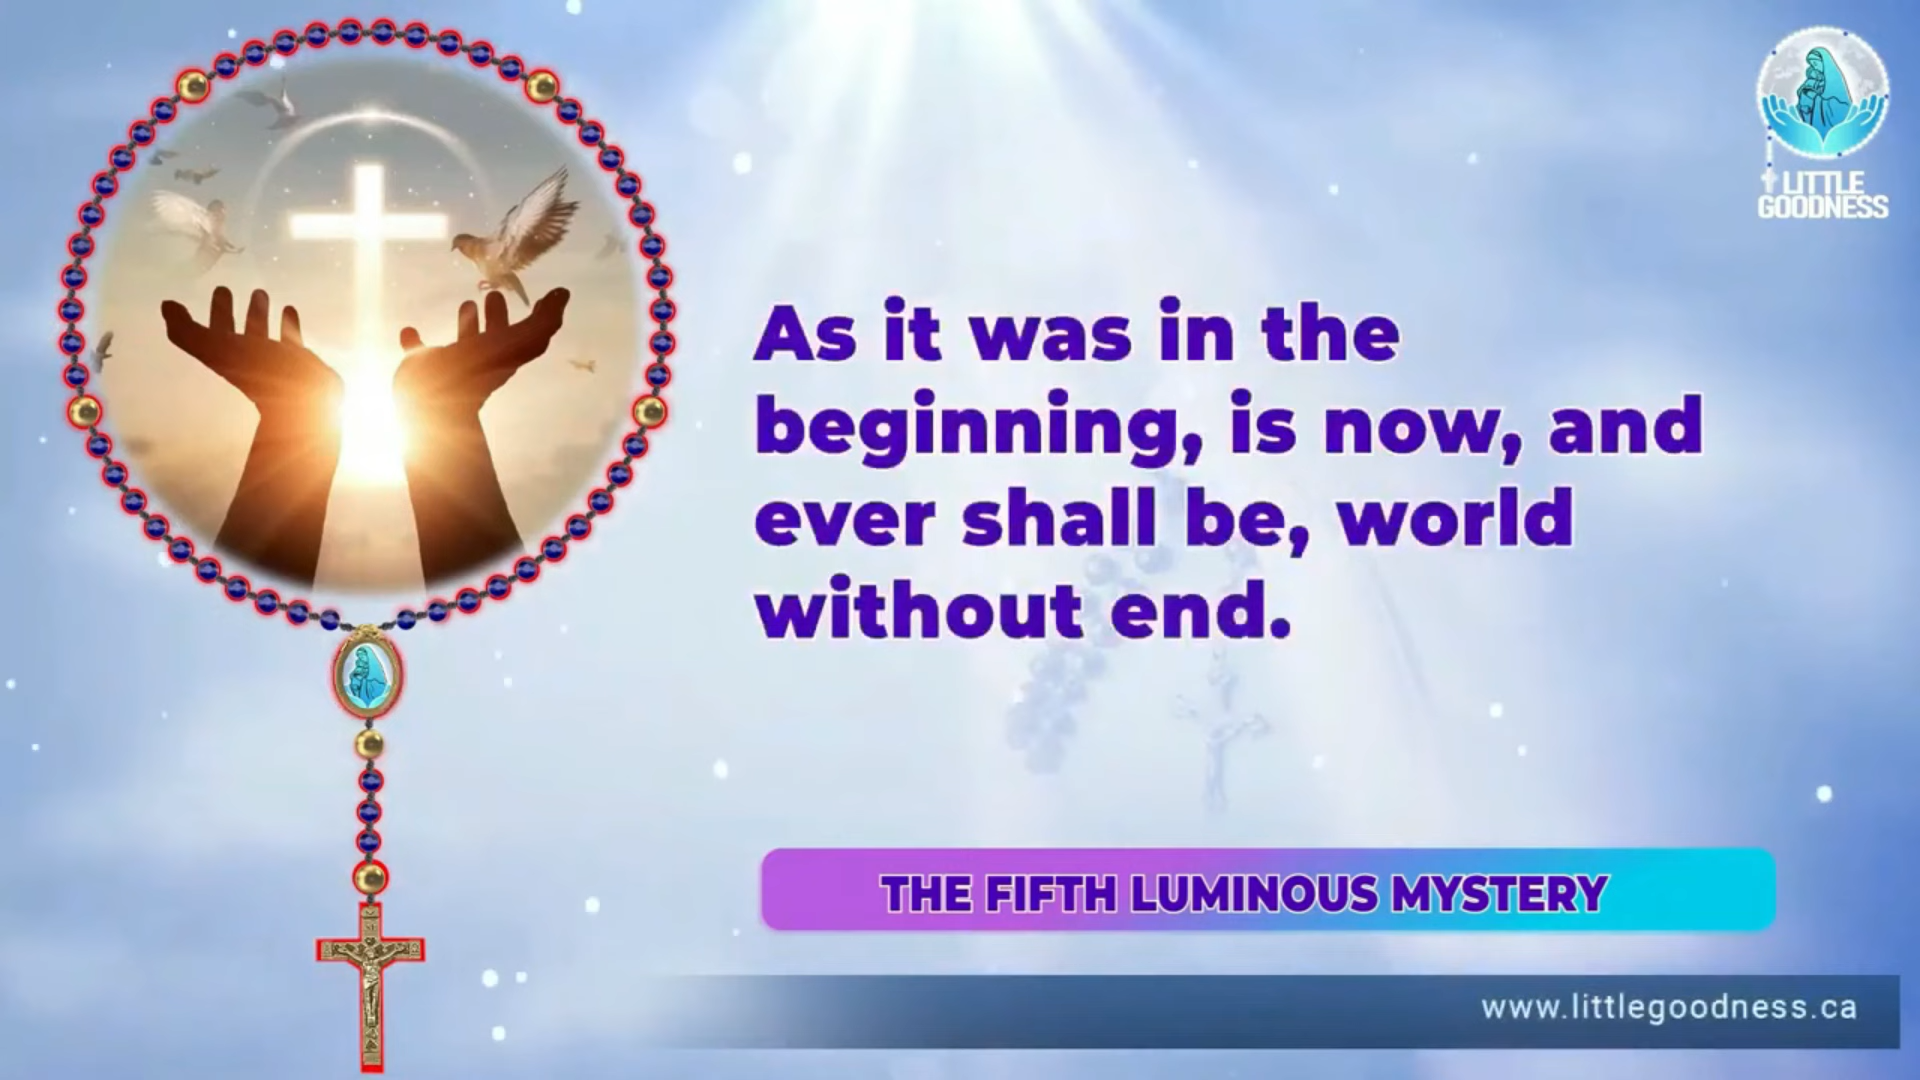 LITTLE
GOODNESS
As it was in the
beginning, is now, and
ever shall be, world
without end.
THE FIFTH LUMINOUS MYSTERY
www.littlegoodness.ca